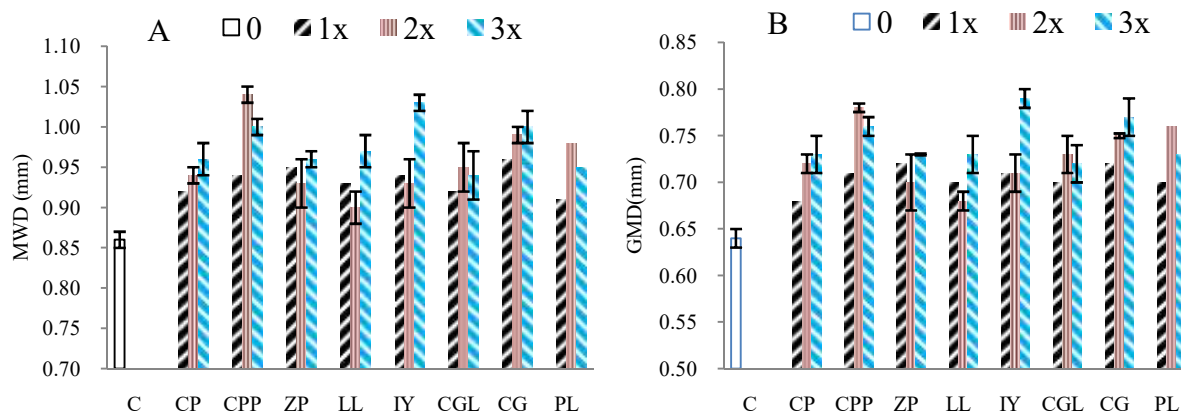 A
0 1x 2x 3x
MWD (mm)
1.10
1.05
1.00
0.95
0.90
0.85
0.80
0.75
0.70
C CP CPP ZP LL IY CGL CG PL
B
0 1x 2x 3x
GMD(mm)
0.85
0.80
0.75
0.70
0.65
0.60
0.55
0.50
C CP CPP ZP LL IY CGL CG PL